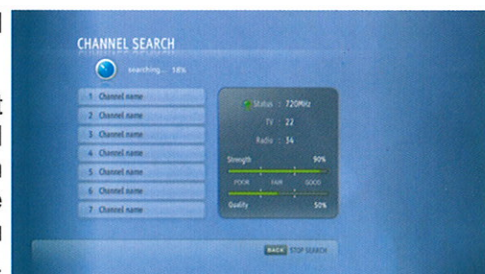 CHANNEL SEARCH
searching... 18%
1 Channel name
2 Channel name
3 Channel name
4 Channel name
5 Channel name
6 Channel name
7 Channel name
Status : 720MHz
TV : 22
Radio : 34
Strength 90%
POOR FAIR GOOD
Quality 50%
BACK STOP SEARCH